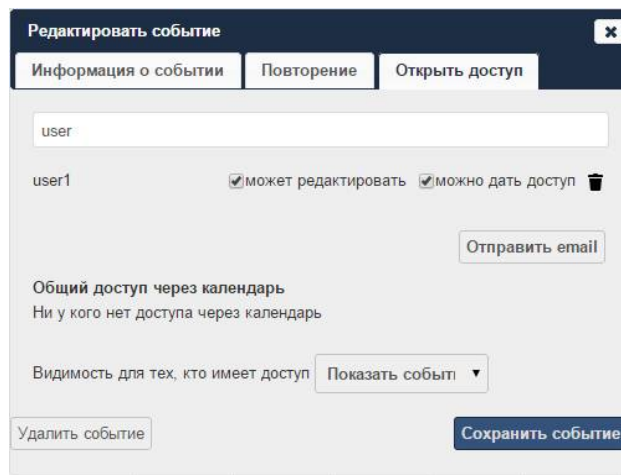 Редактировать событие
Информация о событии Повторение Открыть доступ
user
user1 может редактировать можно дать доступ
Отправить email
Общий доступ через календарь
Ни у кого нет доступа через календарь
Видимость для тех, кто имеет доступ Показать событ
Удалить событие Сохранить событие